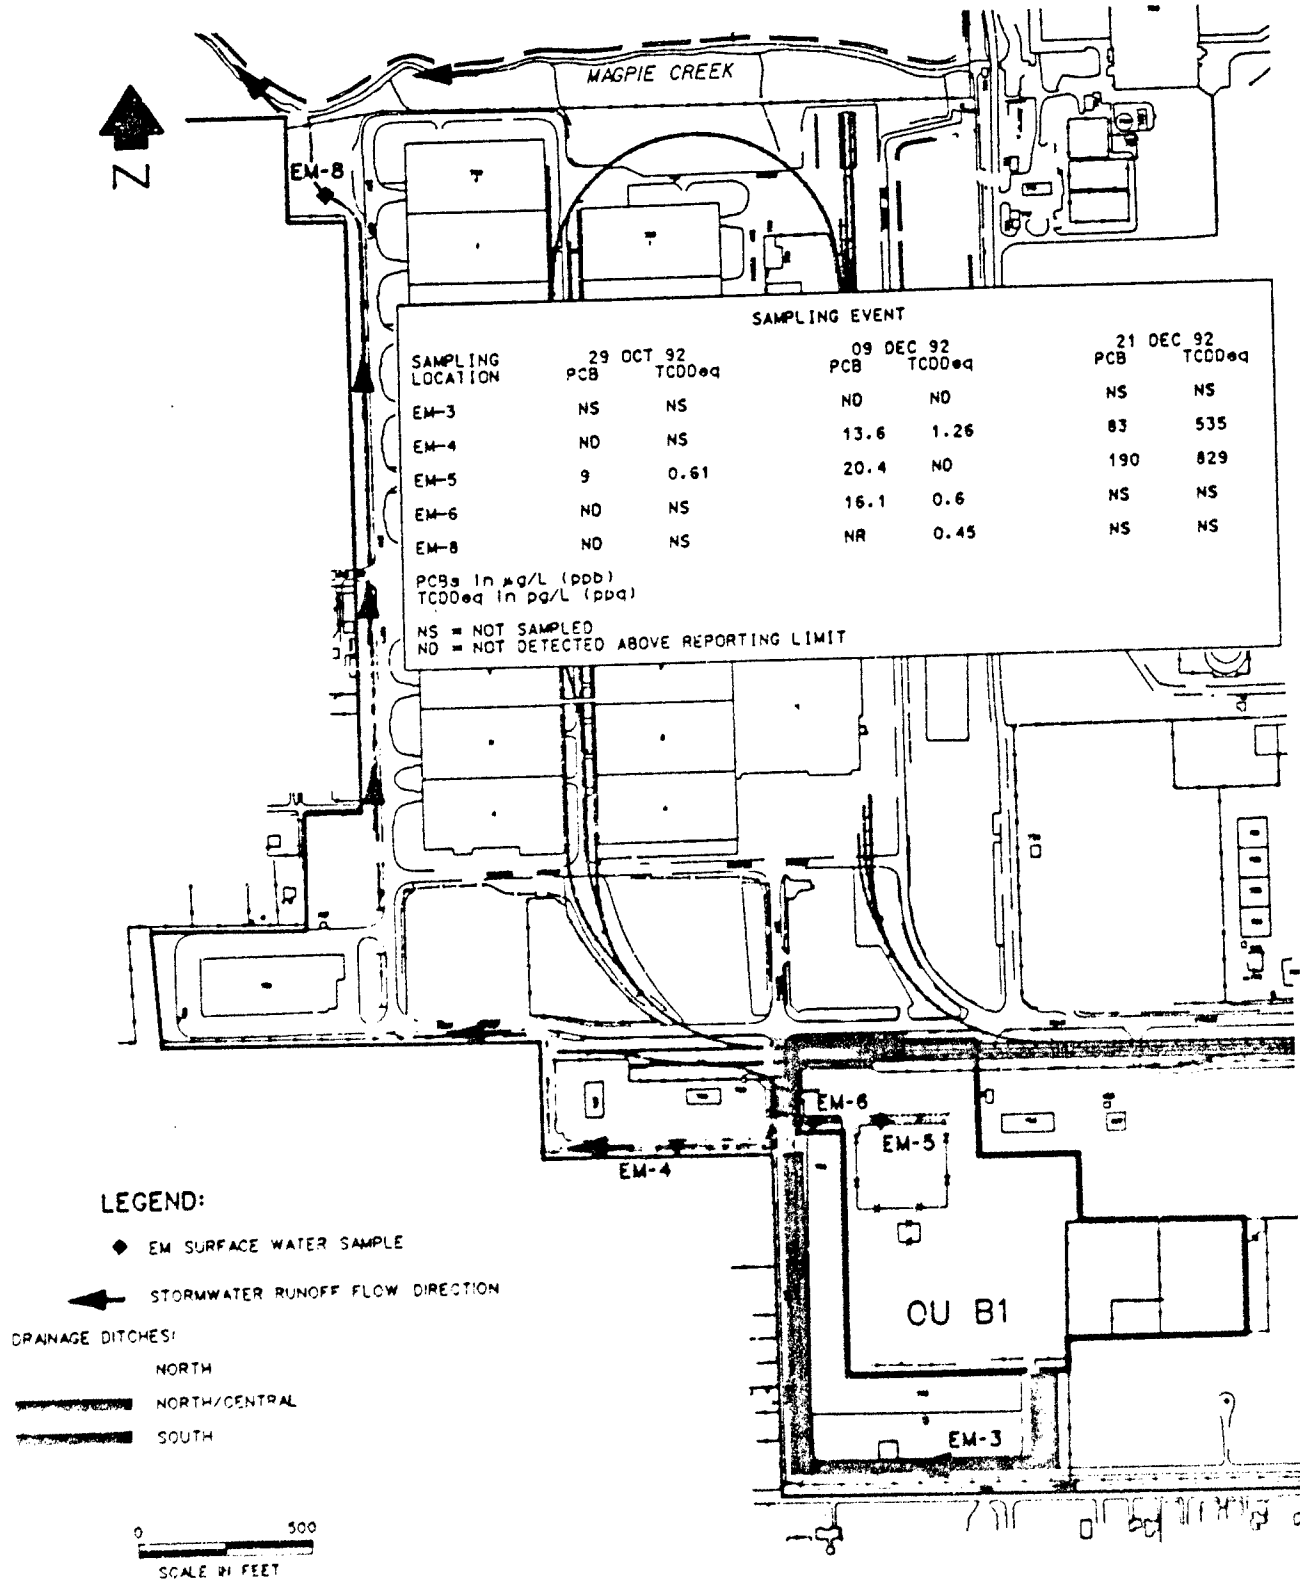 MAGPIE CREEK
N
EM-8
SAMPLING EVENT
SAMPLING LOCATION 29 OCT 92 09 DEC 92 21 DEC 92
PCB TCDDeq PCB TCDDeq PCB TCDDeq
EM-3 NS NS ND ND NS NS
EM-4 ND NS 13.6 1.26 83 535
EM-5 9 0.61 20.4 ND 190 829
EM-6 ND NS 16.1 0.6 NS NS
EM-8 ND NS NR 0.45 NS NS
PCBs in µg/L (ppb)
TCDDeq in pg/L (ppq)
NS = NOT SAMPLED
ND = NOT DETECTED ABOVE REPORTING LIMIT
EM-6
EM-5
EM-4
OU B1
EM-3
LEGEND:
EM SURFACE WATER SAMPLE
STORMWATER RUNOFF FLOW DIRECTION
DRAINAGE DITCHES:
NORTH
NORTH/CENTRAL
SOUTH
0 500
SCALE IN FEET